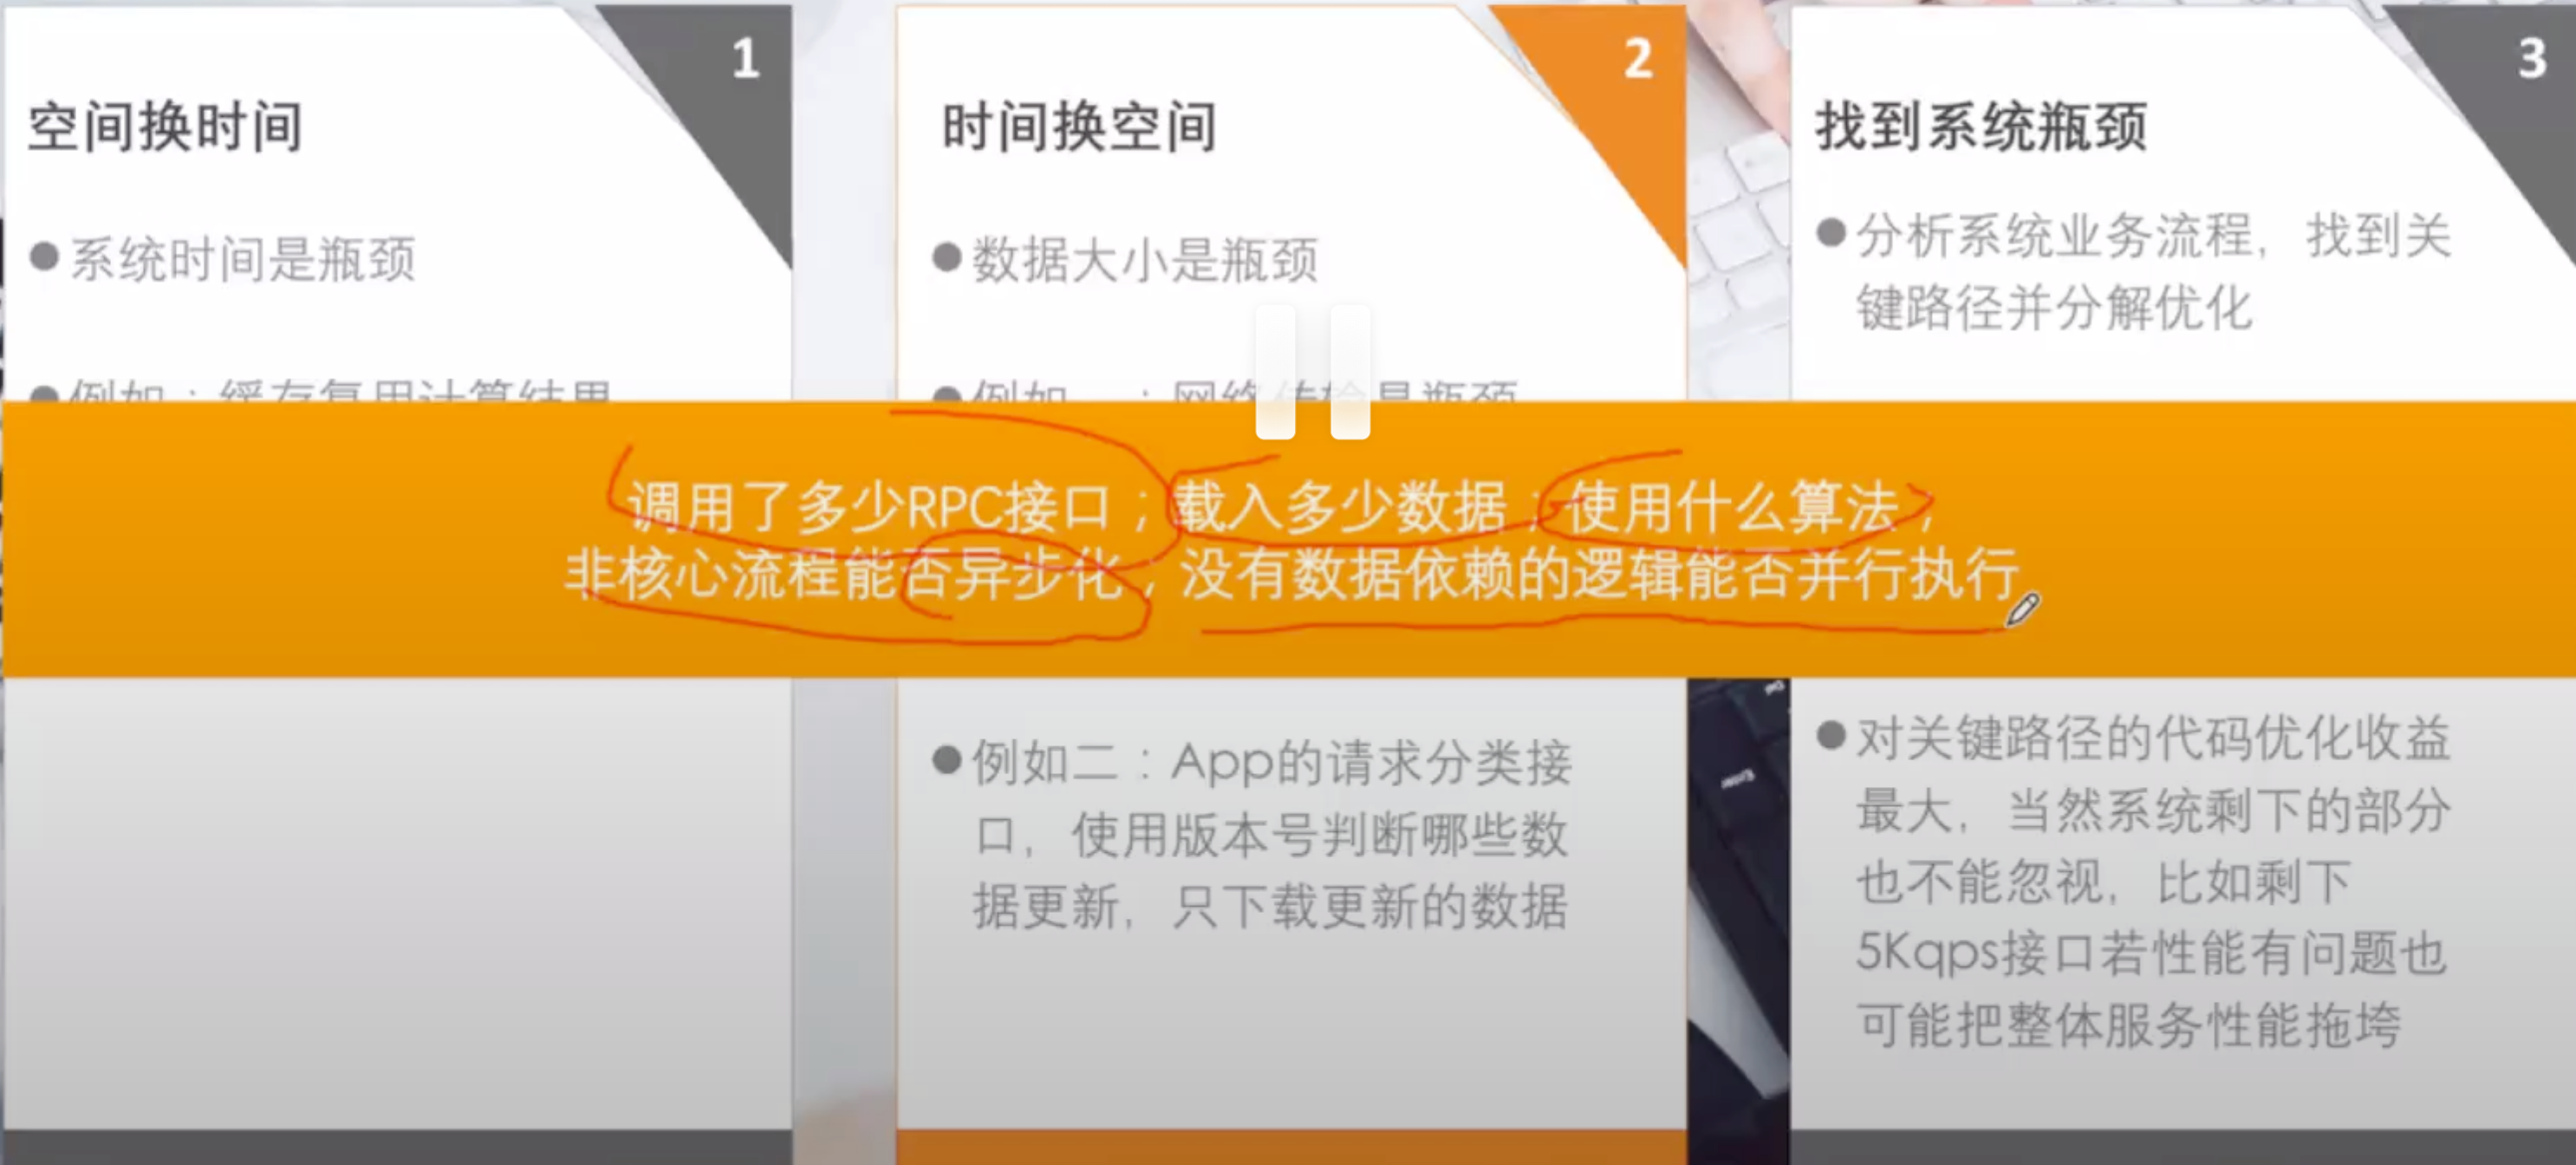 1
空间换时间
●系统时间是瓶颈
●例如：缓存复用计算结果
2
时间换空间
●数据大小是瓶颈
●例如一：网络传输是瓶颈
3
找到系统瓶颈
●分析系统业务流程，找到关
键路径并分解优化
调用了多少RPC接口；载入多少数据；使用什么算法，
非核心流程能否异步化，没有数据依赖的逻辑能否并行执行
●例如二：App的请求分类接
口，使用版本号判断哪些数
据更新，只下载更新的数据
Enter
●对关键路径的代码优化收益
最大，当然系统剩下的部分
也不能忽视，比如剩下
5Kqps接口若性能有问题也
可能把整体服务性能拖垮